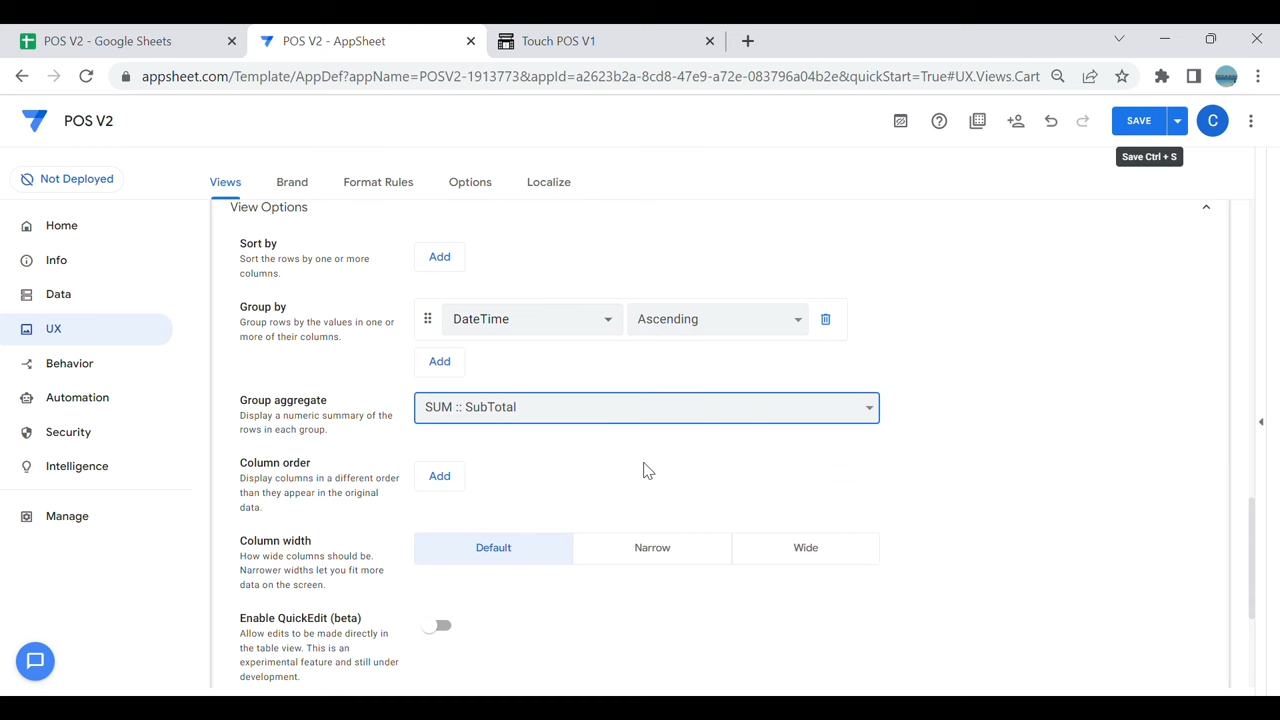 POS V2 - Google Sheets
POS V2 - AppSheet
Touch POS V1
appsheet.com/Template/AppDef?appName=POSV2-1913773&appId=a2623b2a-8cd8-47e9-a72e-083796a04b2e&quickStart=True#UX.Views.Cart
POS V2
SAVE
C
Save Ctrl + S
Not Deployed
Views
Brand
Format Rules
Options
Localize
Home
Info
Data
UX
Behavior
Automation
Security
Intelligence
Manage
View Options
Sort by
Sort the rows by one or more
columns.
Add
Group by
Group rows by the values in one or
more of their columns.
DateTime
Ascending
Add
Group aggregate
Display a numeric summary of the
rows in each group.
SUM :: SubTotal
Column order
Display columns in a different order
than they appear in the original
data.
Add
Column width
How wide columns should be.
Narrower widths let you fit more
data on the screen.
Default
Narrow
Wide
Enable QuickEdit (beta)
Allow edits to be made directly in
the table view. This is an
experimental feature and still under
development.